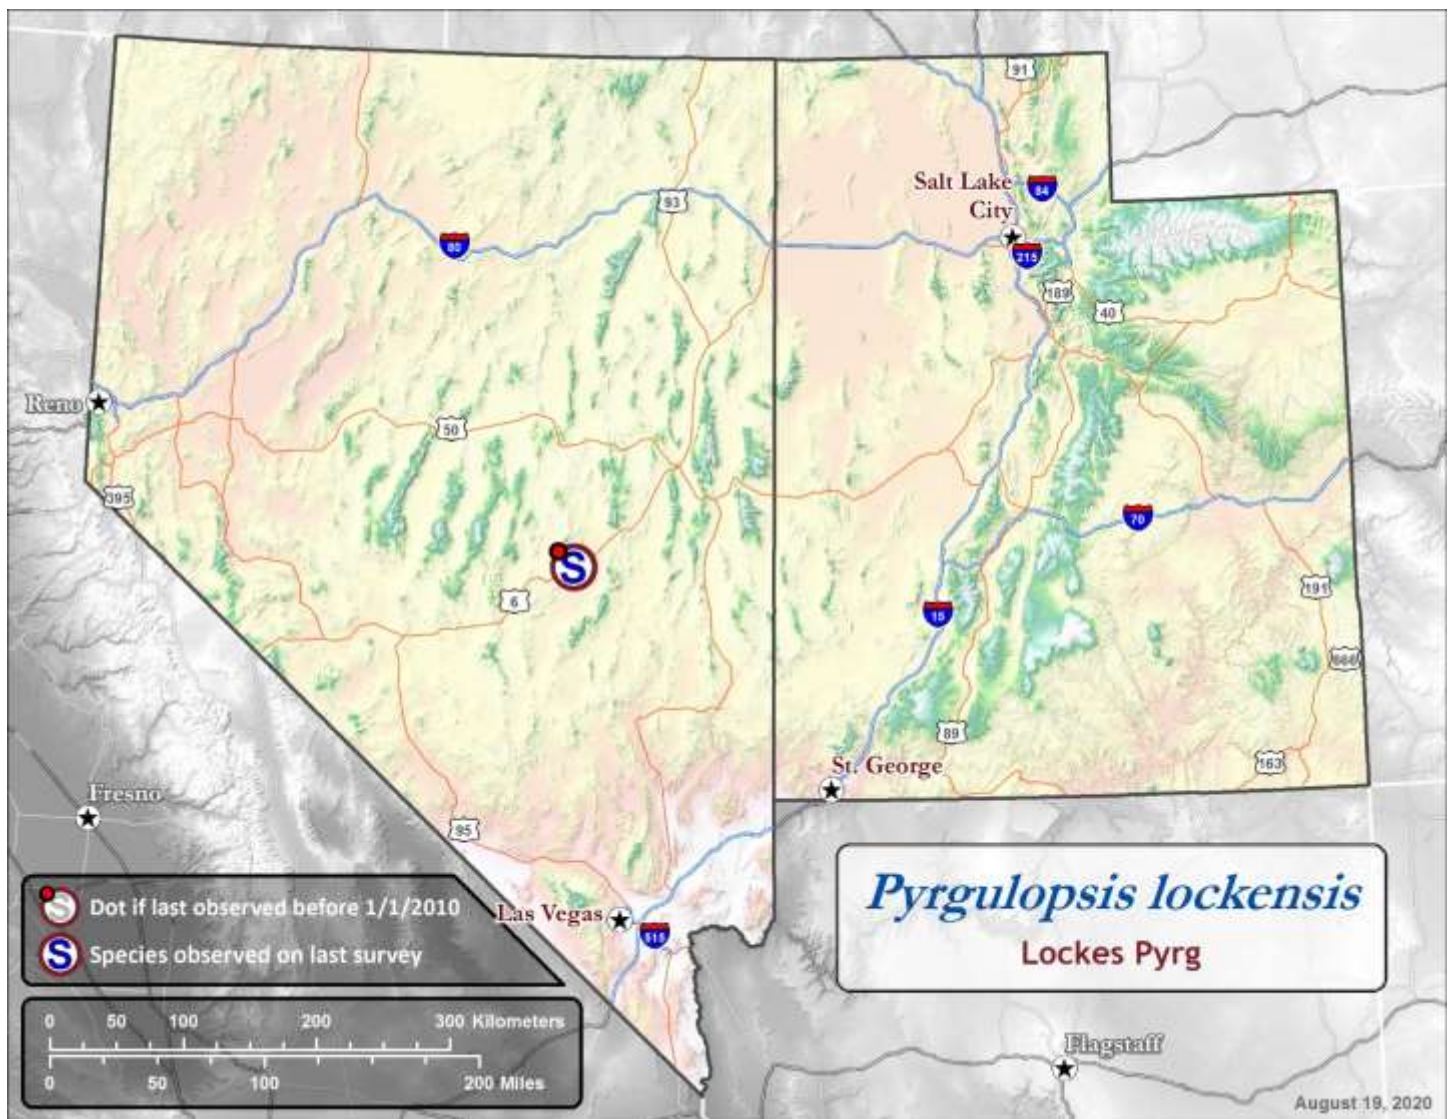 91
Salt Lake
City
84
93
80
215
189
40
Reno
50
395
70
S
6
191
15
666
89
163
St. George
Fresno
95
Las Vegas
515
Pyrgulopsis lockensis
Lockes Pyrg
S Dot if last observed before 1/1/2010
S Species observed on last survey
0 50 100 200 300 Kilometers
0 50 100 200 Miles
Flagstaff
August 19, 2020